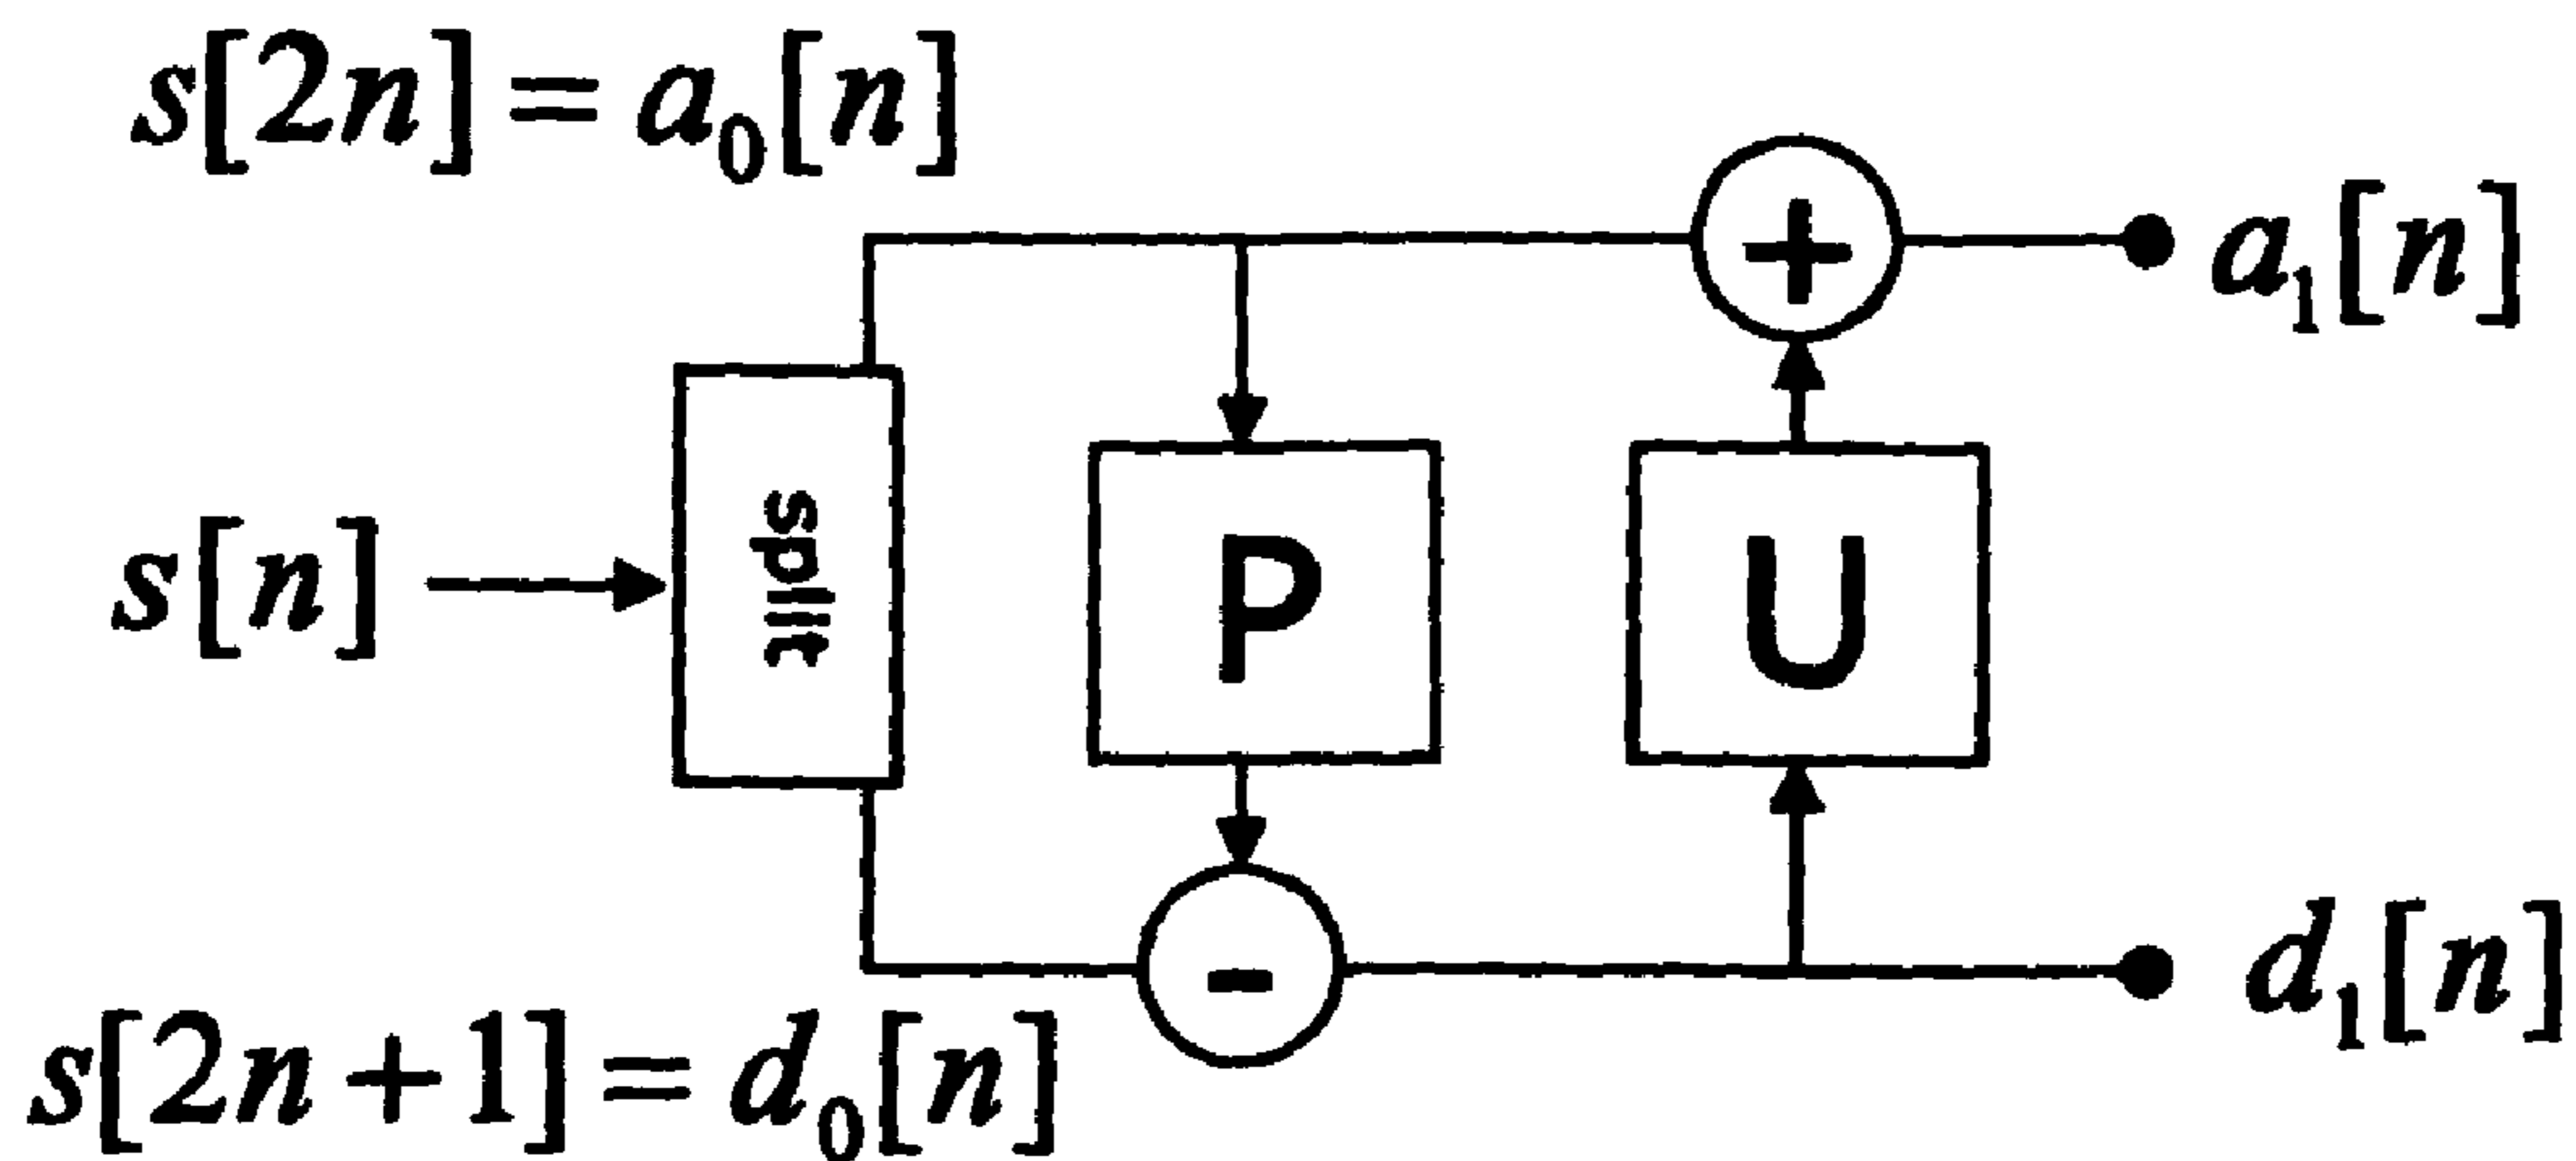 s[2n] = a₀[n]
+
a₁[n]
s[n]
split
P
U
-
d₁[n]
s[2n+1] = d₀[n]